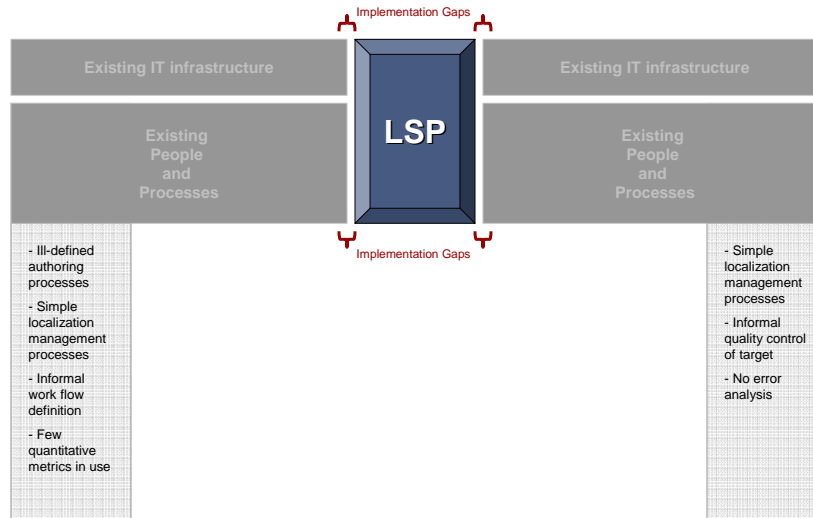 Implementation Gaps
Existing IT infrastructure
LSP
Existing IT infrastructure
Existing
People
and
Processes
Existing
People
and
Processes
Implementation Gaps
- Ill-defined
authoring
processes
- Simple
localization
management
processes
- Informal
work flow
definition
- Few
quantitative
metrics in use
- Simple
localization
management
processes
- Informal
quality control
of target
- No error
analysis